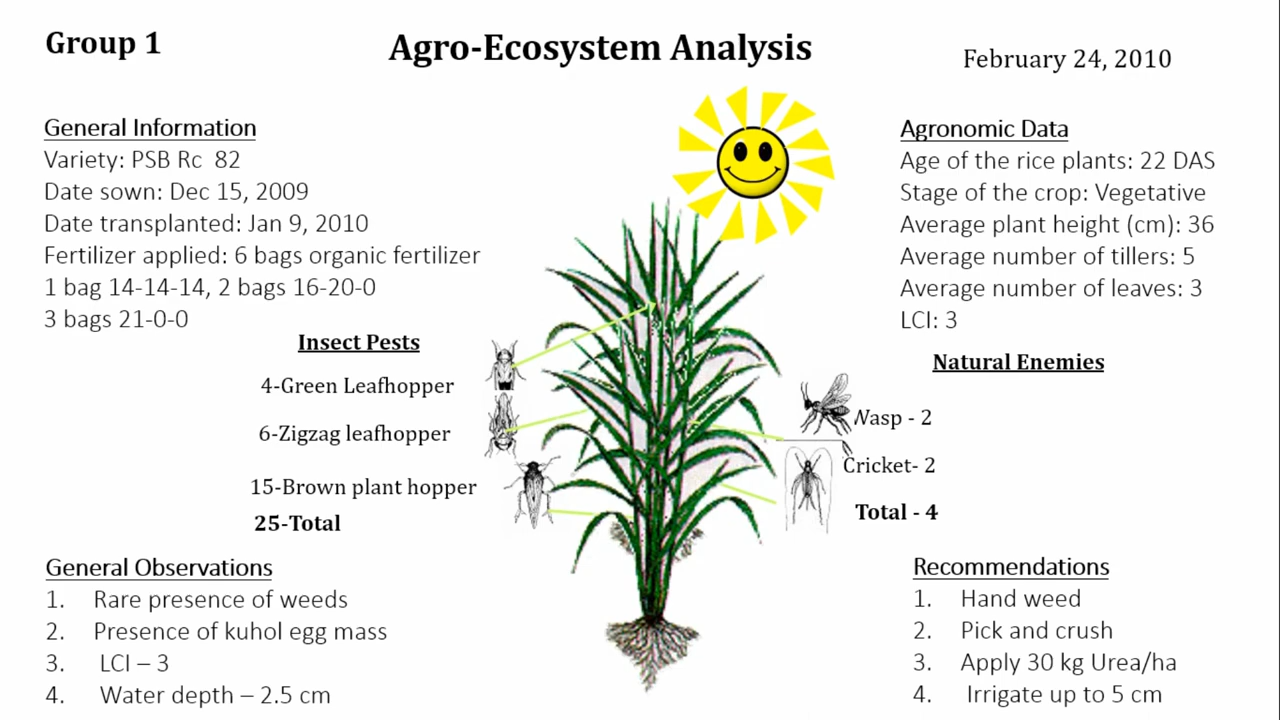 Group 1
Agro-Ecosystem Analysis
February 24, 2010
General Information
Variety: PSB Rc 82
Date sown: Dec 15, 2009
Date transplanted: Jan 9, 2010
Fertilizer applied: 6 bags organic fertilizer
1 bag 14-14-14, 2 bags 16-20-0
3 bags 21-0-0
Agronomic Data
Age of the rice plants: 22 DAS
Stage of the crop: Vegetative
Average plant height (cm): 36
Average number of tillers: 5
Average number of leaves: 3
LCI: 3
Insect Pests
4-Green Leafhopper
6-Zigzag leafhopper
15-Brown plant hopper
25-Total
Natural Enemies
Wasp - 2
Cricket- 2
Total - 4
General Observations
1. Rare presence of weeds
2. Presence of kuhol egg mass
3. LCI – 3
4. Water depth – 2.5 cm
Recommendations
1. Hand weed
2. Pick and crush
3. Apply 30 kg Urea/ha
4. Irrigate up to 5 cm